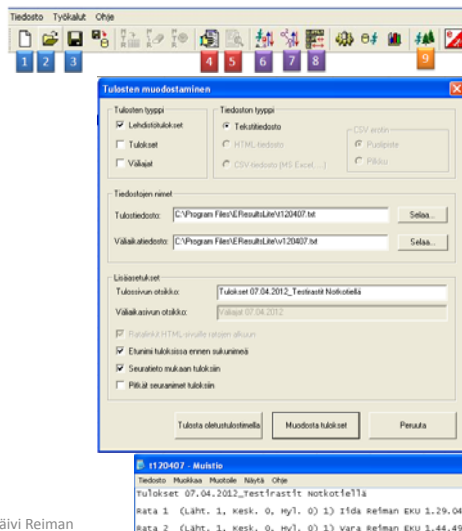 Tiedosto Työkalut Ohje
1 2 3 4 5 6 7 8 9
Tulosten muodostaminen
Tulosten tyyppi
Lehdistötulokset
Tulokset
Väliajat
Tiedoston tyyppi
Tekstitiedosto
HTML-tiedosto
CSV-tiedosto (MS Excel, ...)
CSV erotin
Puolipiste
Pilkku
Tiedostojen nimet
Tulostiedosto: C:\Program Files\EResultsLite\t120407.txt Selaa...
Väliaikatiedosto: C:\Program Files\EResultsLite\v120407.txt Selaa...
Lisäasetukset
Tulossivun otsikko: Tulokset 07.04.2012_Testirastit Notkotiellä
Väliaikasivun otsikko: Väliajat 07.04.2012
Ratalinkit HTML-sivuille ratojen alkuun
Etunimi tuloksissa ennen sukunimeä
Seuratieto mukaan tuloksiin
Pitkät seuranimet tuloksiin
Tulosta oletustulostimella Muodosta tulokset Peruuta
t120407 - Muistio
Tiedosto Muokkaa Muotoile Näytä Ohje
Tulokset 07.04.2012_Testirastit Notkotiellä
Rata 1 (Läht. 1, Kesk. 0, Hyl. 0) 1) Iida Reiman EKU 1.29.04
Rata 2 (Läht. 1, Kesk. 0, Hyl. 0) 1) Vara Reiman EKU 1.44.49
äivi Reiman